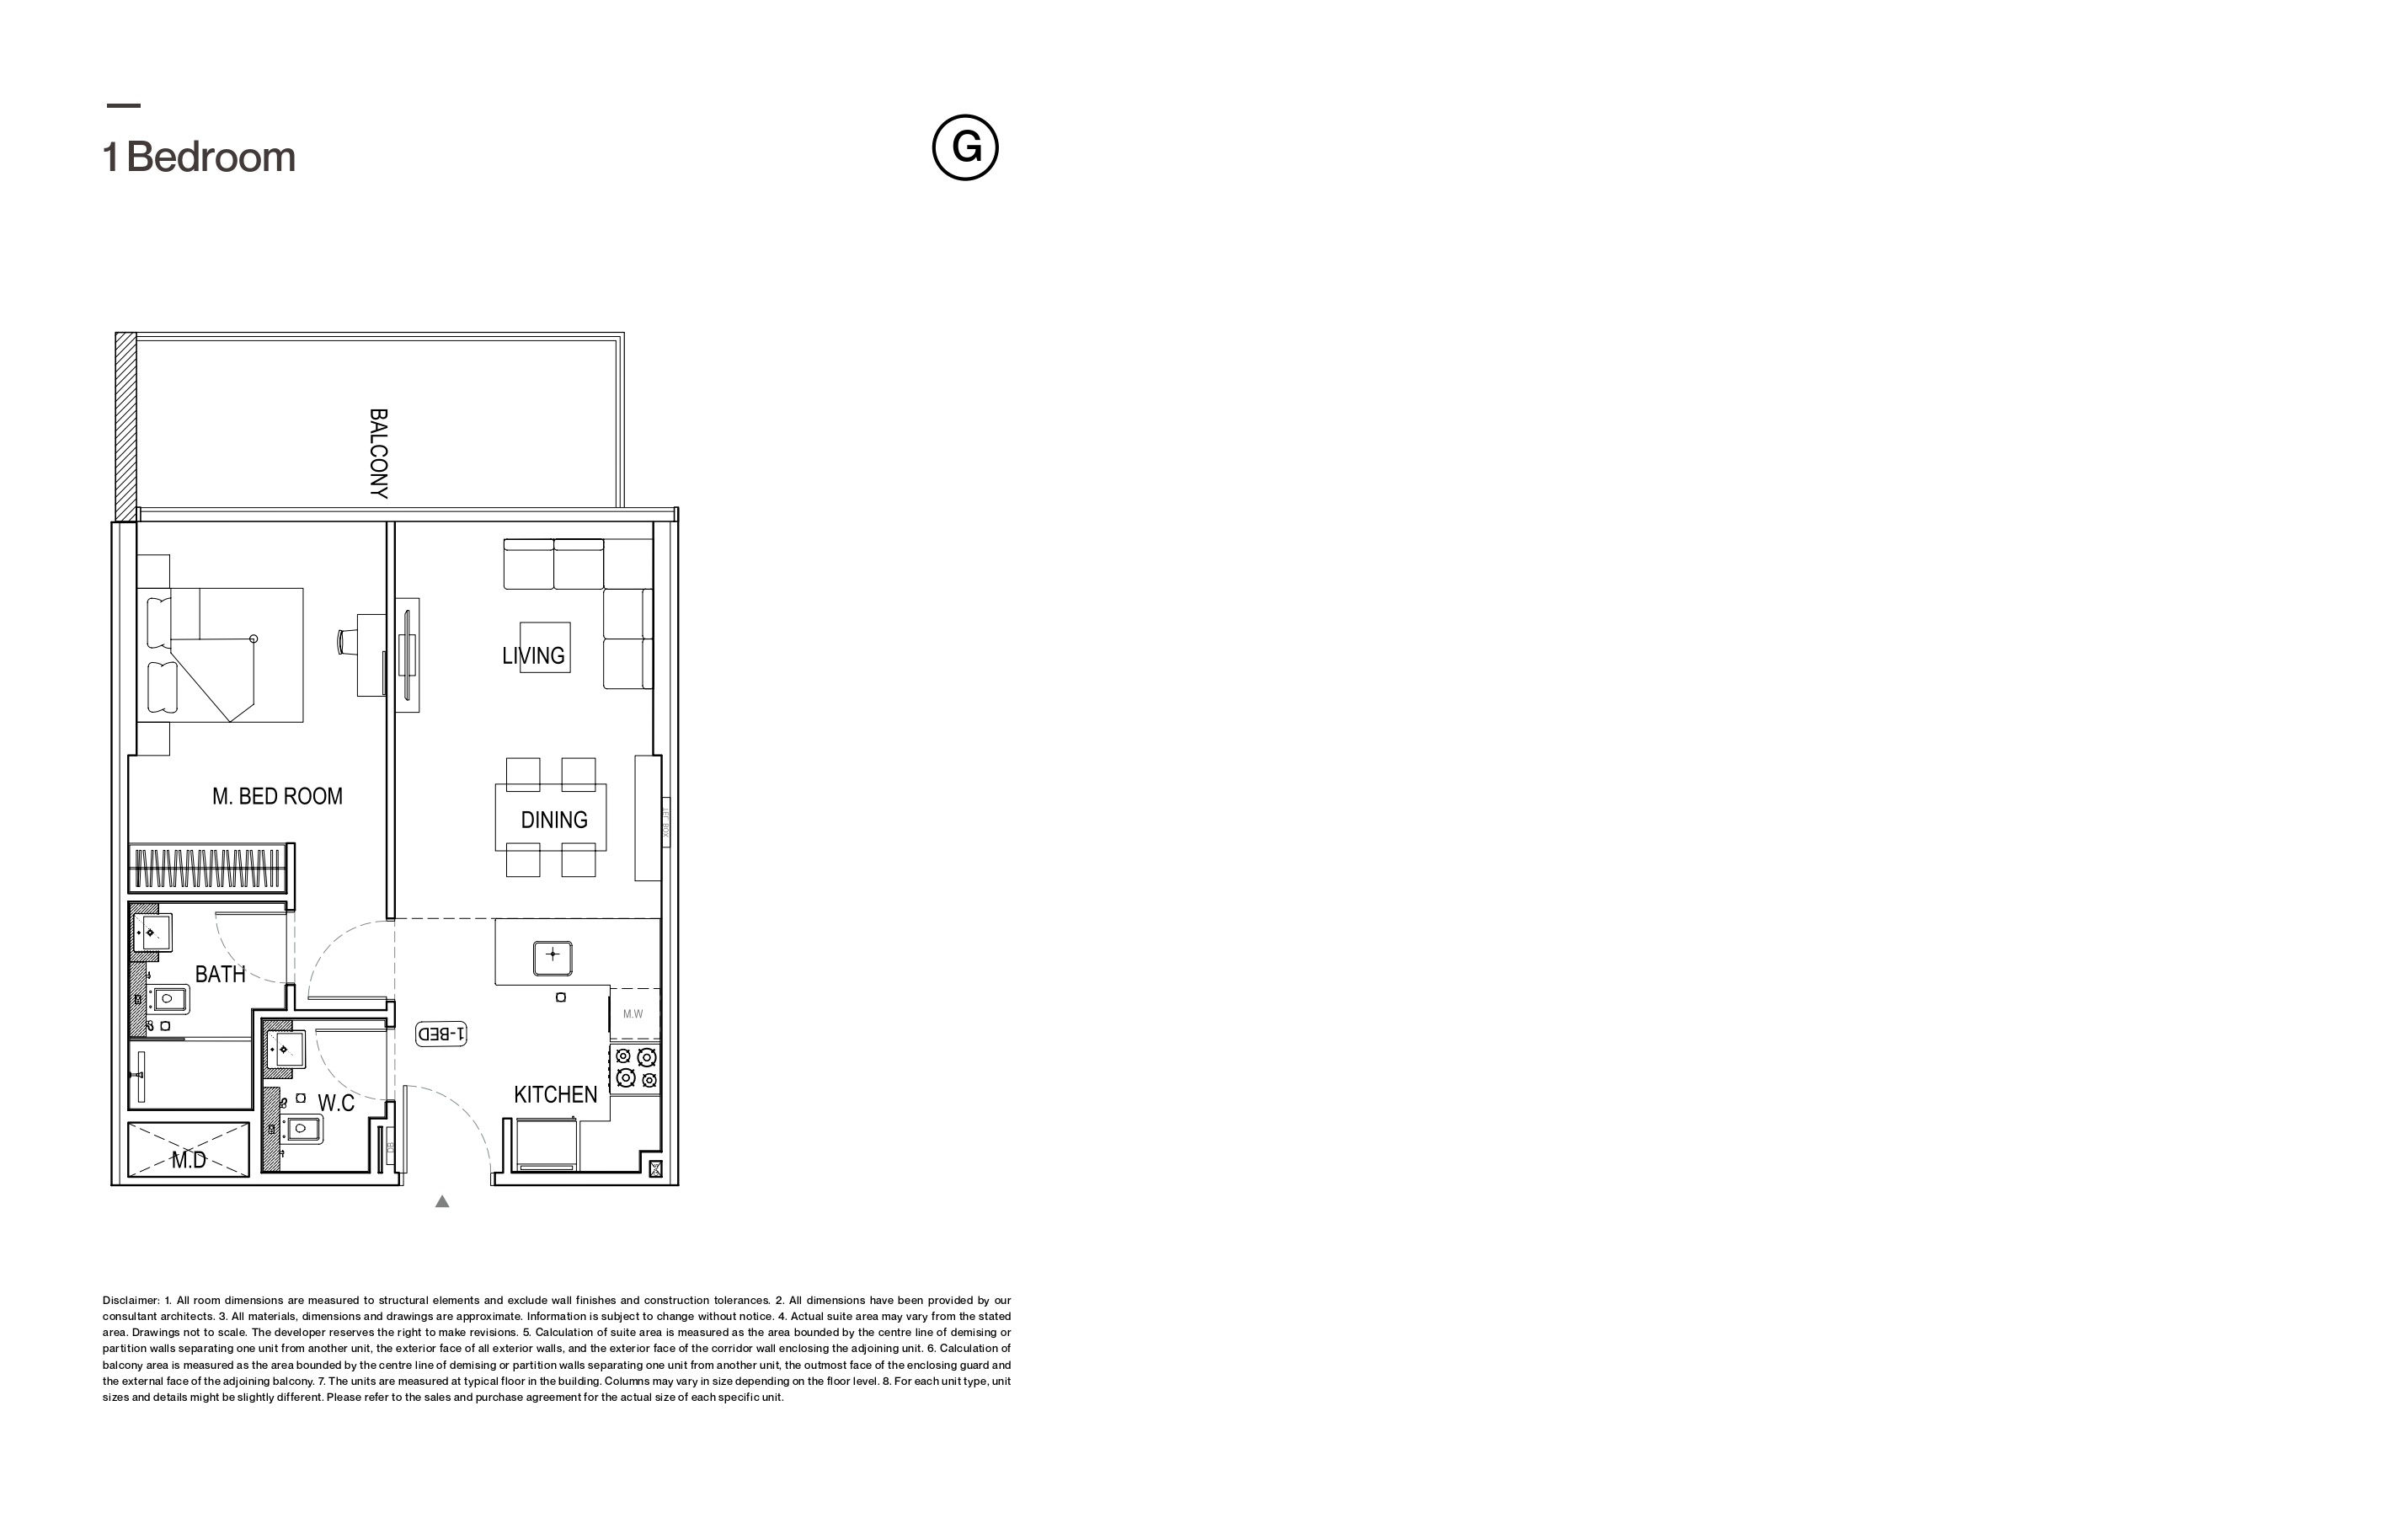 1 Bedroom
G
BALCONY
LIVING
M. BED ROOM
DINING
BATH
M.W
1-BED
KITCHEN
W.C
DB
M.D
Disclaimer: 1. All room dimensions are measured to structural elements and exclude wall finishes and construction tolerances. 2. All dimensions have been provided by our
consultant architects. 3. All materials, dimensions and drawings are approximate. Information is subject to change without notice. 4. Actual suite area may vary from the stated
area. Drawings not to scale. The developer reserves the right to make revisions. 5. Calculation of suite area is measured as the area bounded by the centre line of demising or
partition walls separating one unit from another unit, the exterior face of all exterior walls, and the exterior face of the corridor wall enclosing the adjoining unit. 6. Calculation of
balcony area is measured as the area bounded by the centre line of demising or partition walls separating one unit from another unit, the outmost face of the enclosing guard and
the external face of the adjoining balcony. 7. The units are measured at typical floor in the building. Columns may vary in size depending on the floor level. 8. For each unit type, unit
sizes and details might be slightly different. Please refer to the sales and purchase agreement for the actual size of each specific unit.